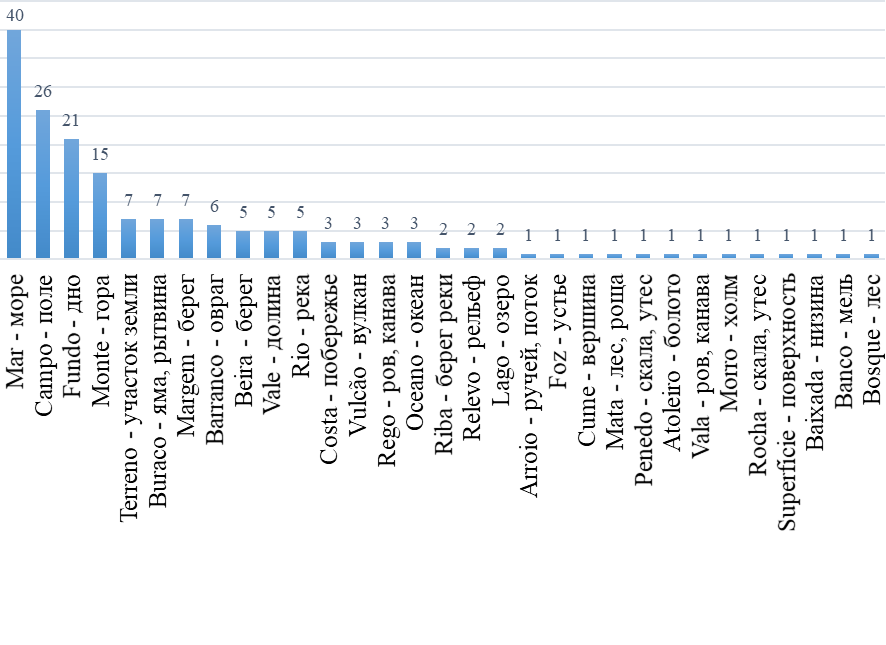 40
26
21
15
7
7
7
6
5
5
5
3
3
3
3
2
2
2
1
1
1
1
1
1
1
1
1
1
1
1
1
Mar - море
Campo - поле
Fundo - дно
Monte - гора
Terreno - участок земли
Buraco - яма, рытвина
Margem - берег
Barranco - овраг
Beira - берег
Vale - долина
Rio - река
Costa - побережье
Vulcão - вулкан
Rego - ров, канава
Oceano - океан
Riba - берег реки
Relevo - рельеф
Lago - озеро
Arroio - ручей, поток
Foz - устье
Cume - вершина
Mata - лес, роща
Penedo - скала, утес
Atoleiro - болото
Vala - ров, канава
Morro - холм
Rocha - скала, утес
Superfície - поверхность
Baixada - низина
Banco - мель
Bosque - лес